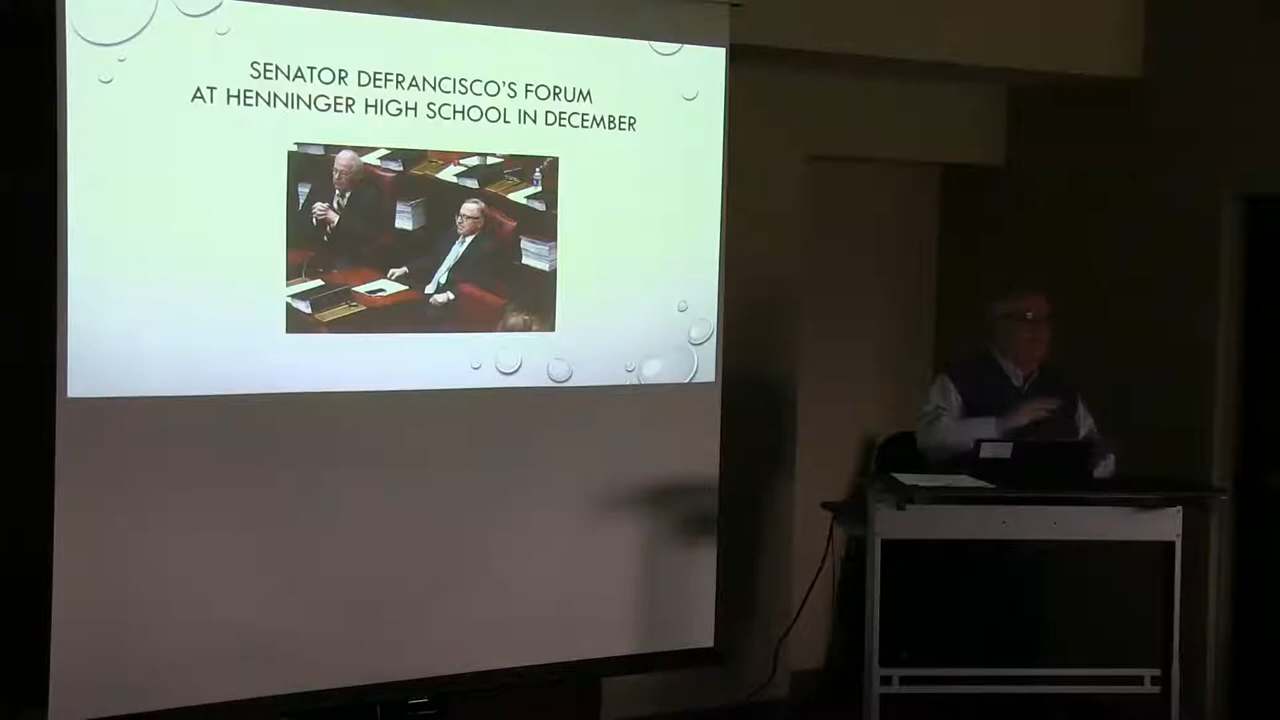 SENATOR DEFRANCISCO'S FORUM
AT HENNINGER HIGH SCHOOL IN DECEMBER